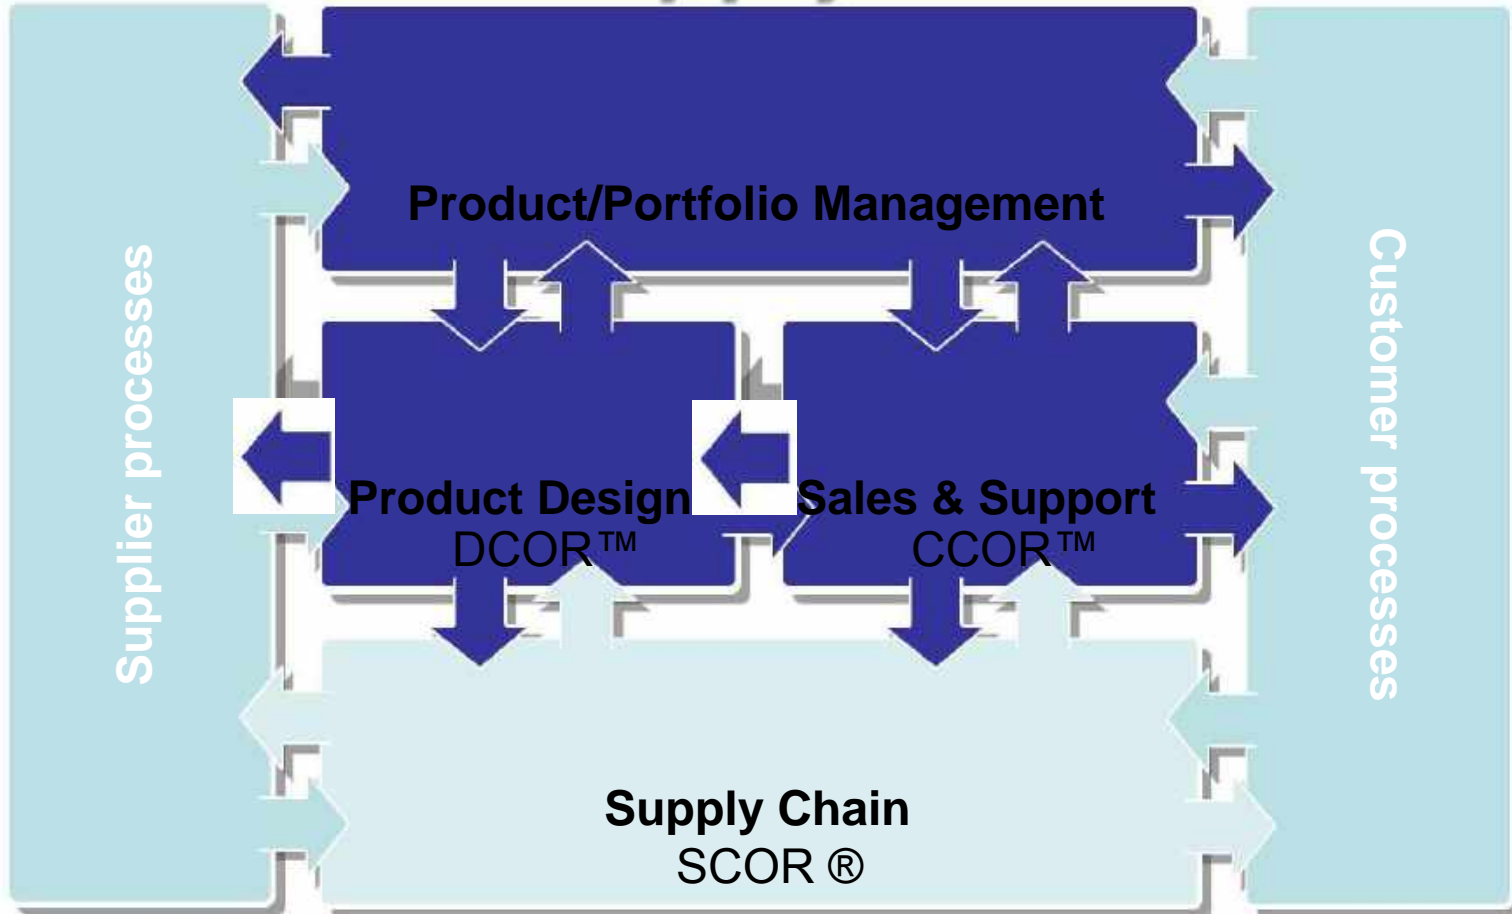 Supplier processes
Product/Portfolio Management
Product Design
DCOR™
Sales & Support
CCOR™
Supply Chain
SCOR ®
Customer processes